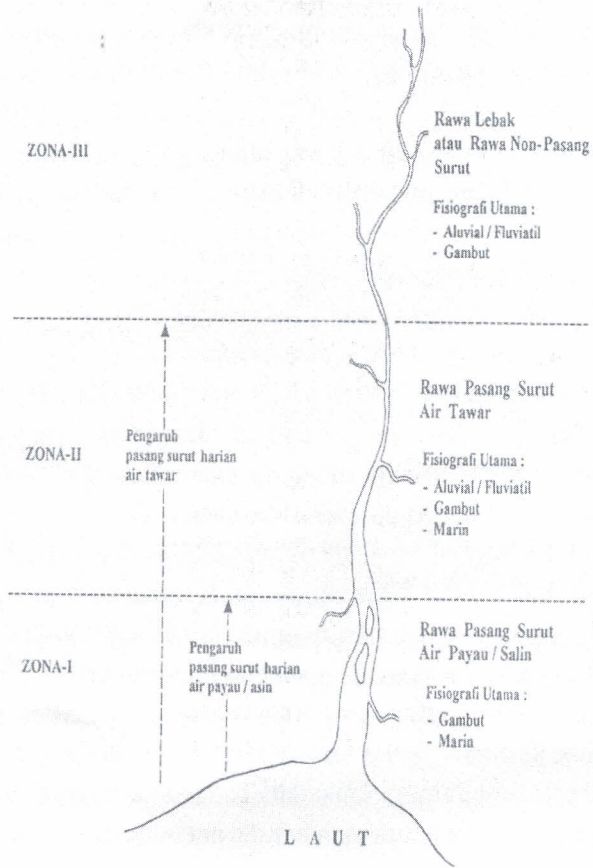 ZONA-III
Rawa Lebak
atau Rawa Non-Pasang
Surut
Fisiografi Utama :
- Aluvial / Fluviatil
- Gambut
ZONA-II
Pengaruh
pasang surut harian
air tawar
Rawa Pasang Surut
Air Tawar
Fisiografi Utama :
- Aluvial / Fluviatil
- Gambut
- Marin
ZONA-I
Pengaruh
pasang surut harian
air payau / asin
Rawa Pasang Surut
Air Payau / Salin
Fisiografi Utama :
- Gambut
- Marin
L A U T